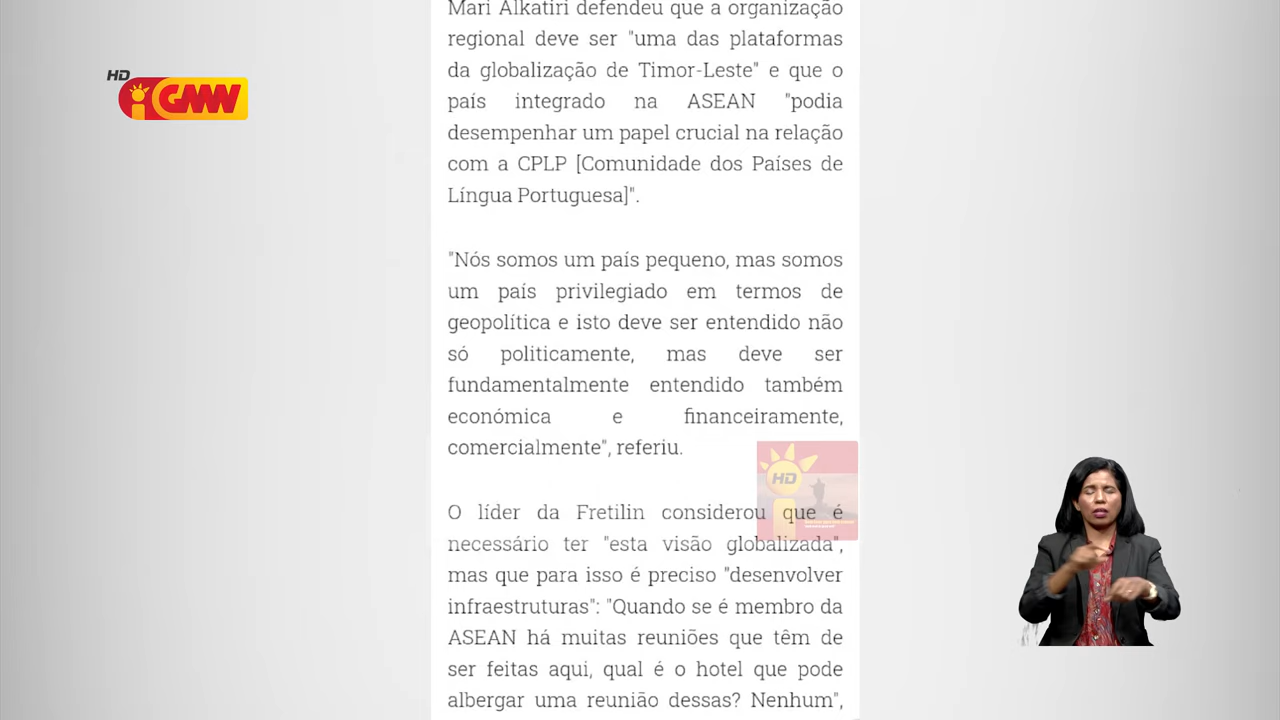 Mari Alkatiri defendeu que a organização
regional deve ser "uma das plataformas
da globalização de Timor-Leste" e que o
país integrado na ASEAN "podia
desempenhar um papel crucial na relação
com a CPLP [Comunidade dos Países de
Língua Portuguesa]".
"Nós somos um país pequeno, mas somos
um país privilegiado em termos de
geopolítica e isto deve ser entendido não
só politicamente, mas deve ser
fundamentalmente entendido também
económica e financeiramente,
comercialmente", referiu.
O líder da Fretilin considerou que é
necessário ter "esta visão globalizada",
mas que para isso é preciso "desenvolver
infraestruturas": "Quando se é membro da
ASEAN há muitas reuniões que têm de
ser feitas aqui, qual é o hotel que pode
albergar uma reunião dessas? Nenhum",
HD
GMN
HD